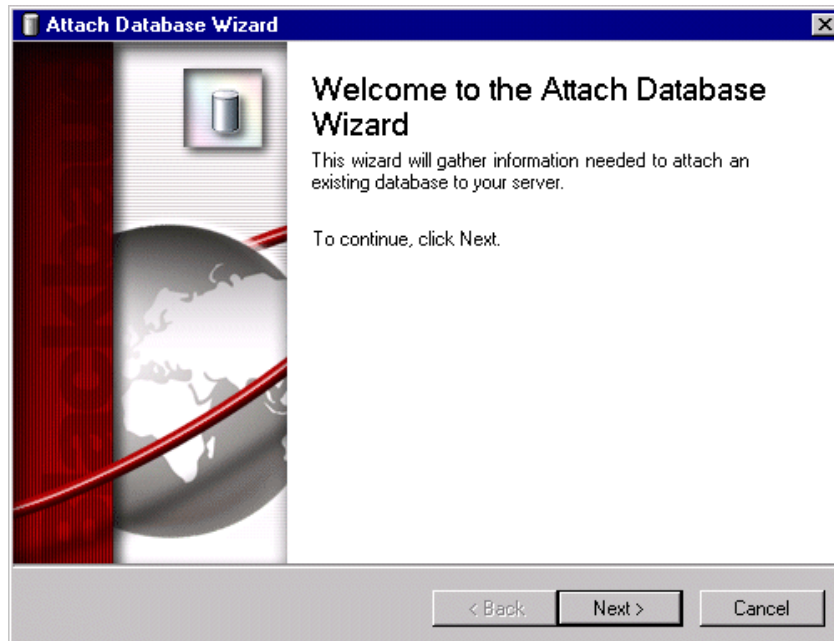 Attach Database Wizard
Welcome to the Attach Database
Wizard
This wizard will gather information needed to attach an
existing database to your server.
To continue, click Next.
blackbaud
< Back
Next >
Cancel